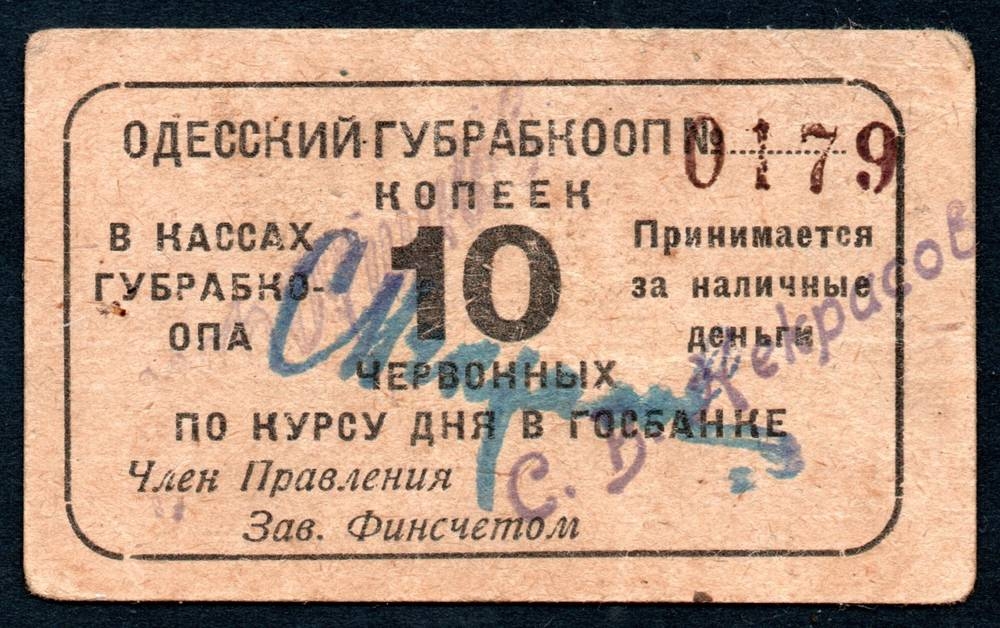 ОДЕССКИЙ ГУБРАБКООП № 0179
КОПЕЕК
В КАССАХ
ГУБРАБКО-
ОПА
10
Принимается
за наличные
деньги
ЧЕРВОННЫХ
ПО КУРСУ ДНЯ В ГОСБАНКЕ
Член Правления
Зав. Финсчетом
С. Некрасов